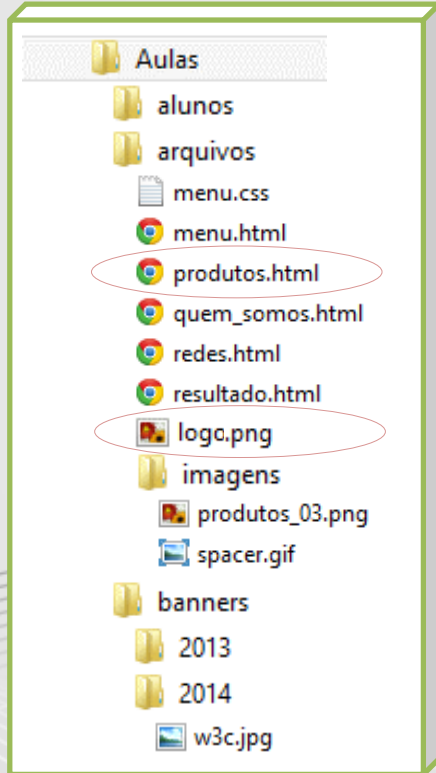 Aulas
alunos
arquivos
menu.css
menu.html
produtos.html
quem_somos.html
redes.html
resultado.html
logo.png
imagens
produtos_03.png
spacer.gif
banners
2013
2014
w3c.jpg